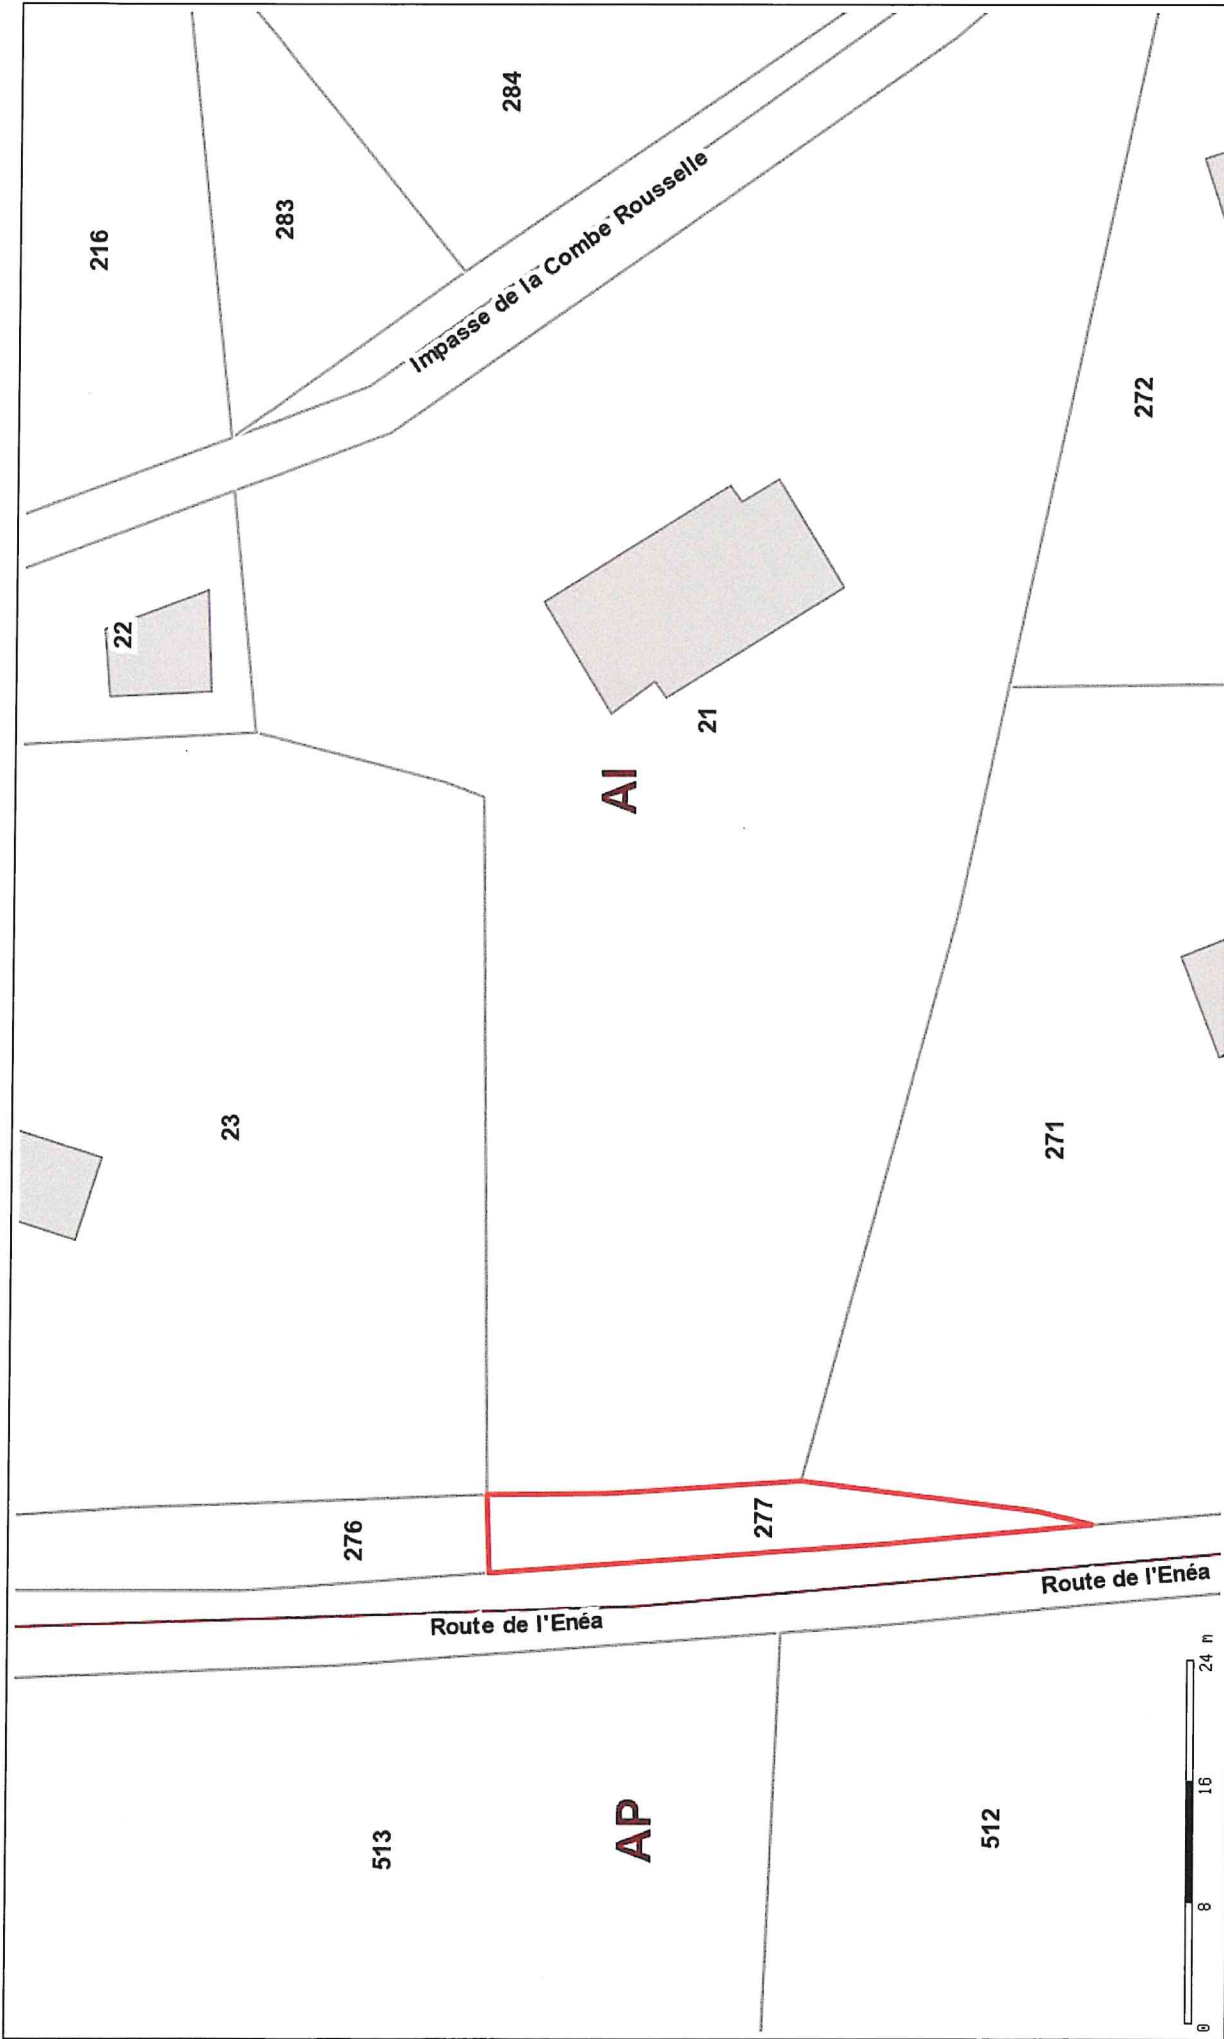 216
283
284
Impasse de la Combe Rousselle
272
22
21
AI
23
271
276
277
Route de l'Enéa
Route de l'Enéa
513
AP
512
0 8 16 24 m